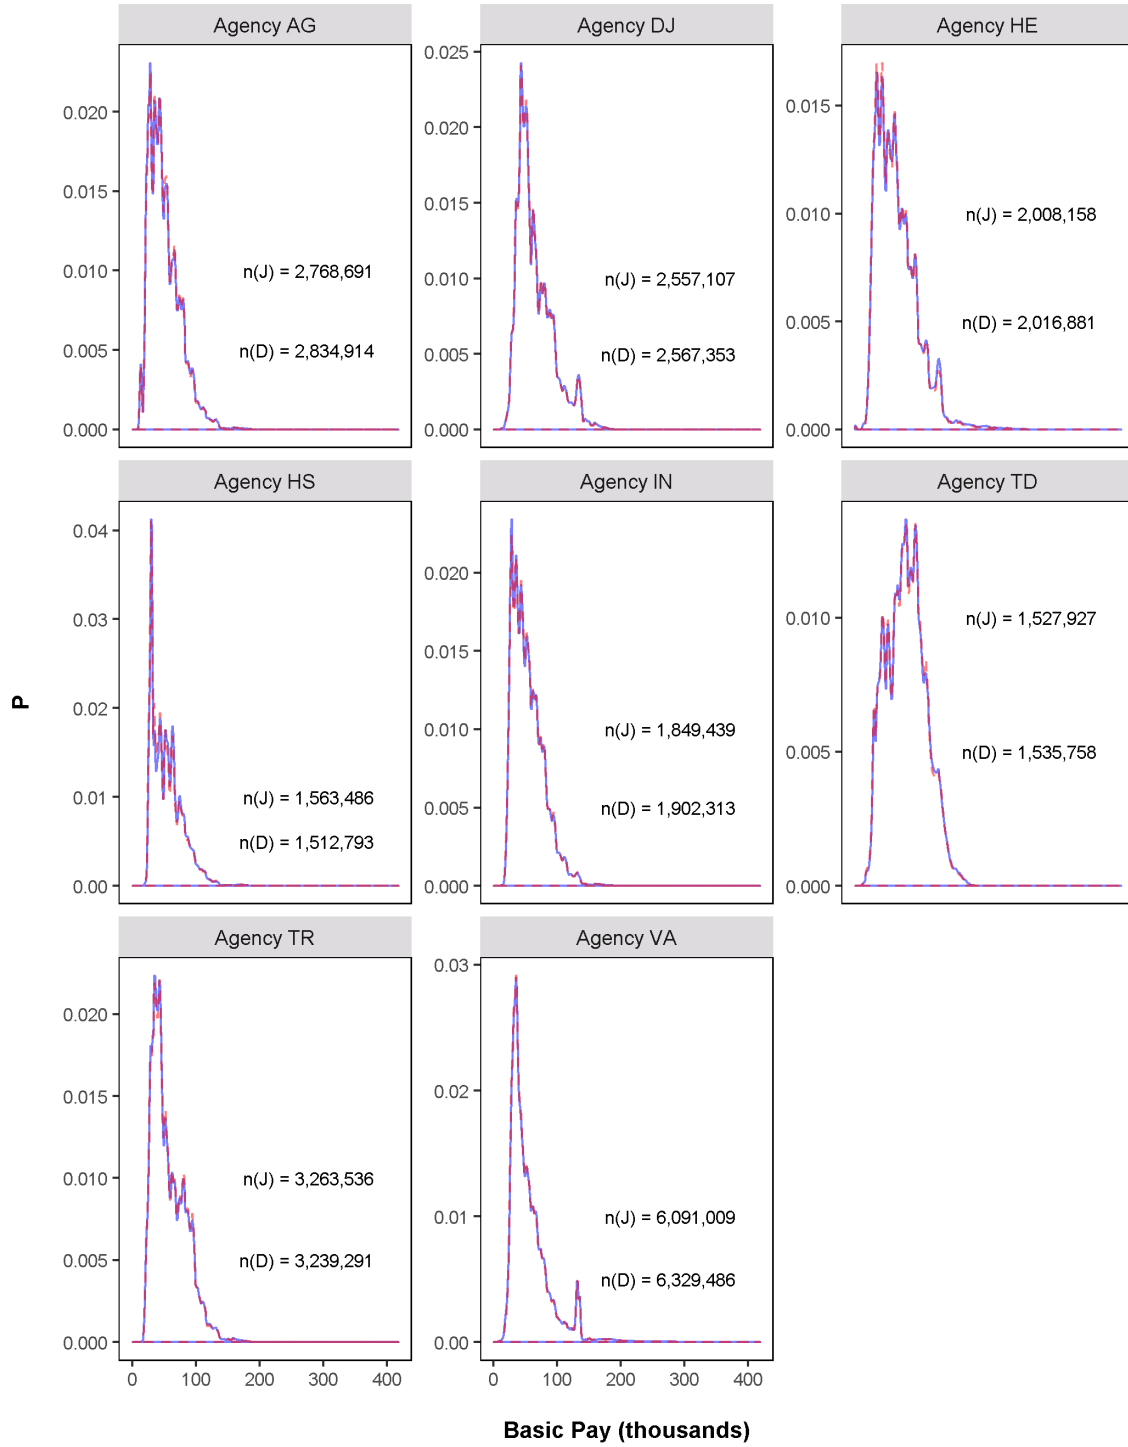 Agency AG
Agency DJ
Agency HE
0.020
0.015
0.010
0.005
0.000
n(J) = 2,768,691
n(D) = 2,834,914
0.025
0.020
0.015
0.010
0.005
0.000
n(J) = 2,557,107
n(D) = 2,567,353
0.015
0.010
0.005
0.000
n(J) = 2,008,158
n(D) = 2,016,881
Agency HS
Agency IN
Agency TD
0.04
0.03
0.02
0.01
0.00
n(J) = 1,563,486
n(D) = 1,512,793
0.020
0.015
0.010
0.005
0.000
n(J) = 1,849,439
n(D) = 1,902,313
0.010
0.005
0.000
n(J) = 1,527,927
n(D) = 1,535,758
P
Agency TR
Agency VA
0.020
0.015
0.010
0.005
0.000
n(J) = 3,263,536
n(D) = 3,239,291
0.03
0.02
0.01
0.00
n(J) = 6,091,009
n(D) = 6,329,486
0 100 200 300 400
0 100 200 300 400
Basic Pay (thousands)